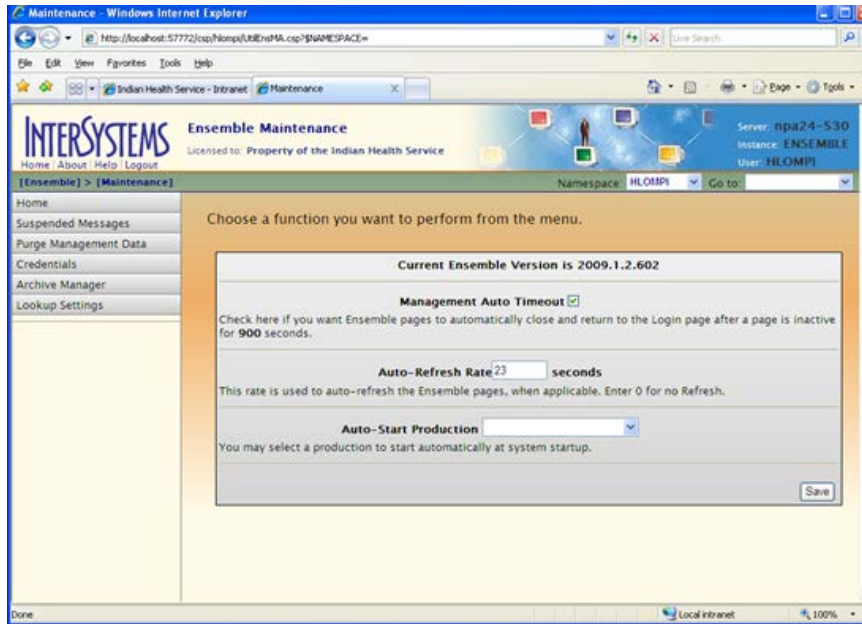 Maintenance - Windows Internet Explorer
http://localhost:57772/csp/hlompi/UtilEnsMA.csp?$NAMESPACE=
Live Search
File Edit View Favorites Tools Help
Indian Health Service - Intranet Maintenance Page Tools
INTERSYSTEMS
Home | About | Help | Logout
Ensemble Maintenance
Licensed to: Property of the Indian Health Service
Server: npa24-530
Instance: ENSEMBLE
User: HLOMPI
[Ensemble] > [Maintenance]
Namespace: HLOMPI Go to:
Home
Suspended Messages
Purge Management Data
Credentials
Archive Manager
Lookup Settings
Choose a function you want to perform from the menu.
Current Ensemble Version is 2009.1.2.602
Management Auto Timeout
Check here if you want Ensemble pages to automatically close and return to the Login page after a page is inactive
for 900 seconds.
Auto-Refresh Rate 23 seconds
This rate is used to auto-refresh the Ensemble pages, when applicable. Enter 0 for no Refresh.
Auto-Start Production
You may select a production to start automatically at system startup.
Save
Done
Local intranet
100%